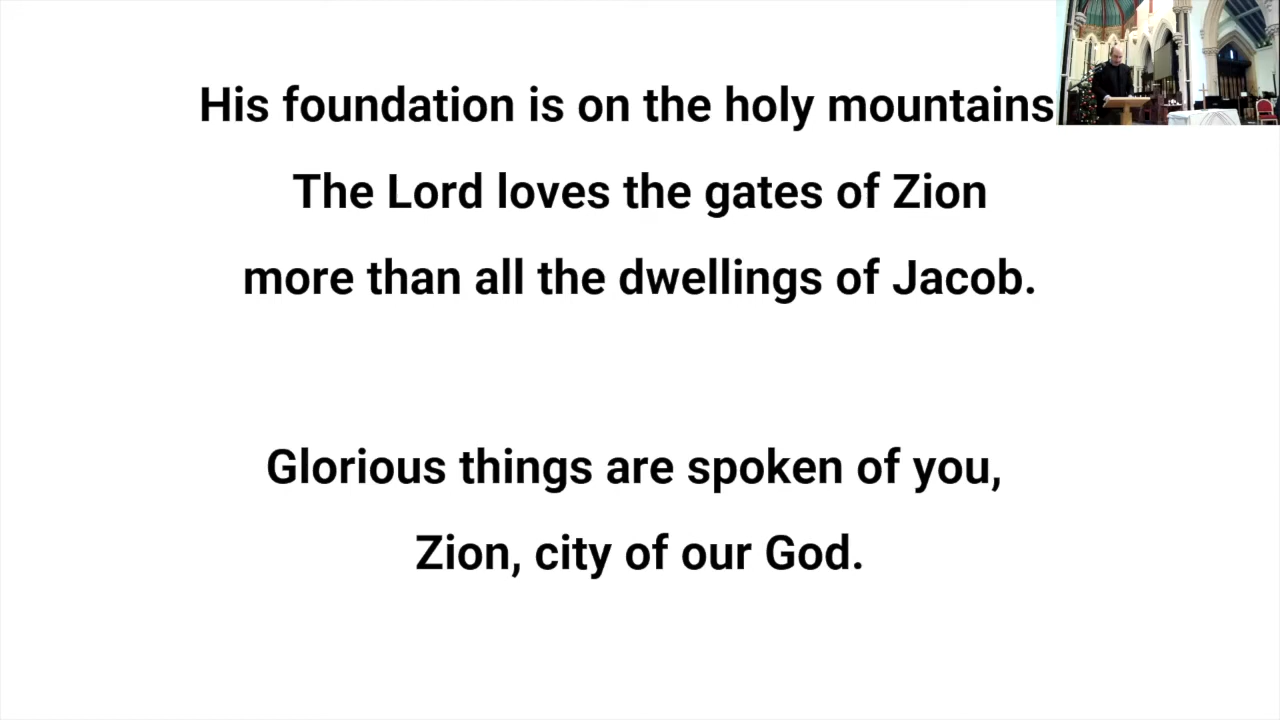 His foundation is on the holy mountains
The Lord loves the gates of Zion
more than all the dwellings of Jacob.
Glorious things are spoken of you,
Zion, city of our God.